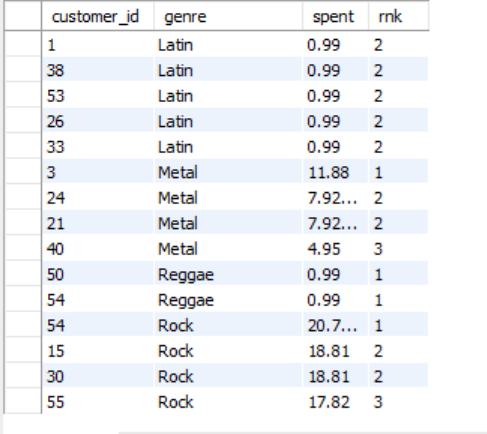 customer_id genre spent rnk
1 Latin 0.99 2
38 Latin 0.99 2
53 Latin 0.99 2
26 Latin 0.99 2
33 Latin 0.99 2
3 Metal 11.88 1
24 Metal 7.92... 2
21 Metal 7.92... 2
40 Metal 4.95 3
50 Reggae 0.99 1
54 Reggae 0.99 1
54 Rock 20.7... 1
15 Rock 18.81 2
30 Rock 18.81 2
55 Rock 17.82 3